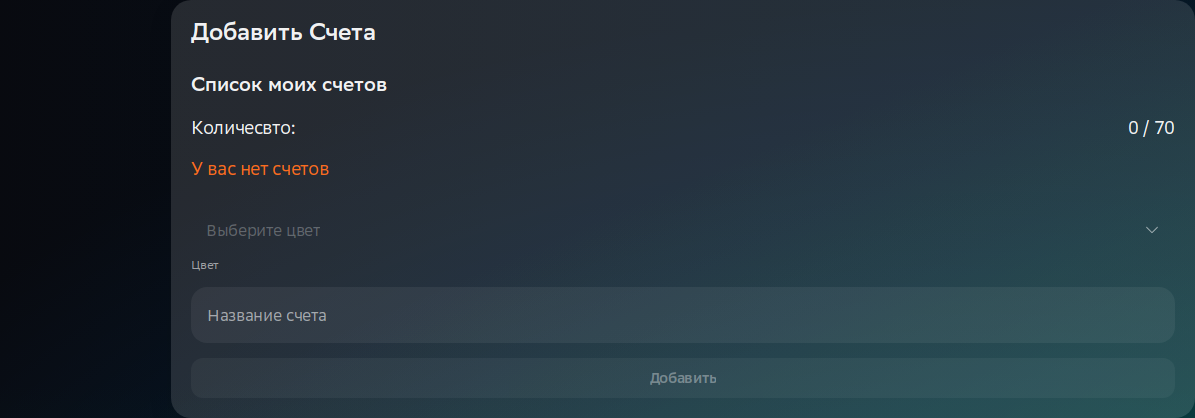 Добавить Счета
Список моих счетов
Количесвто: 0 / 70
У вас нет счетов
Выберите цвет
Цвет
Название счета
Добавить